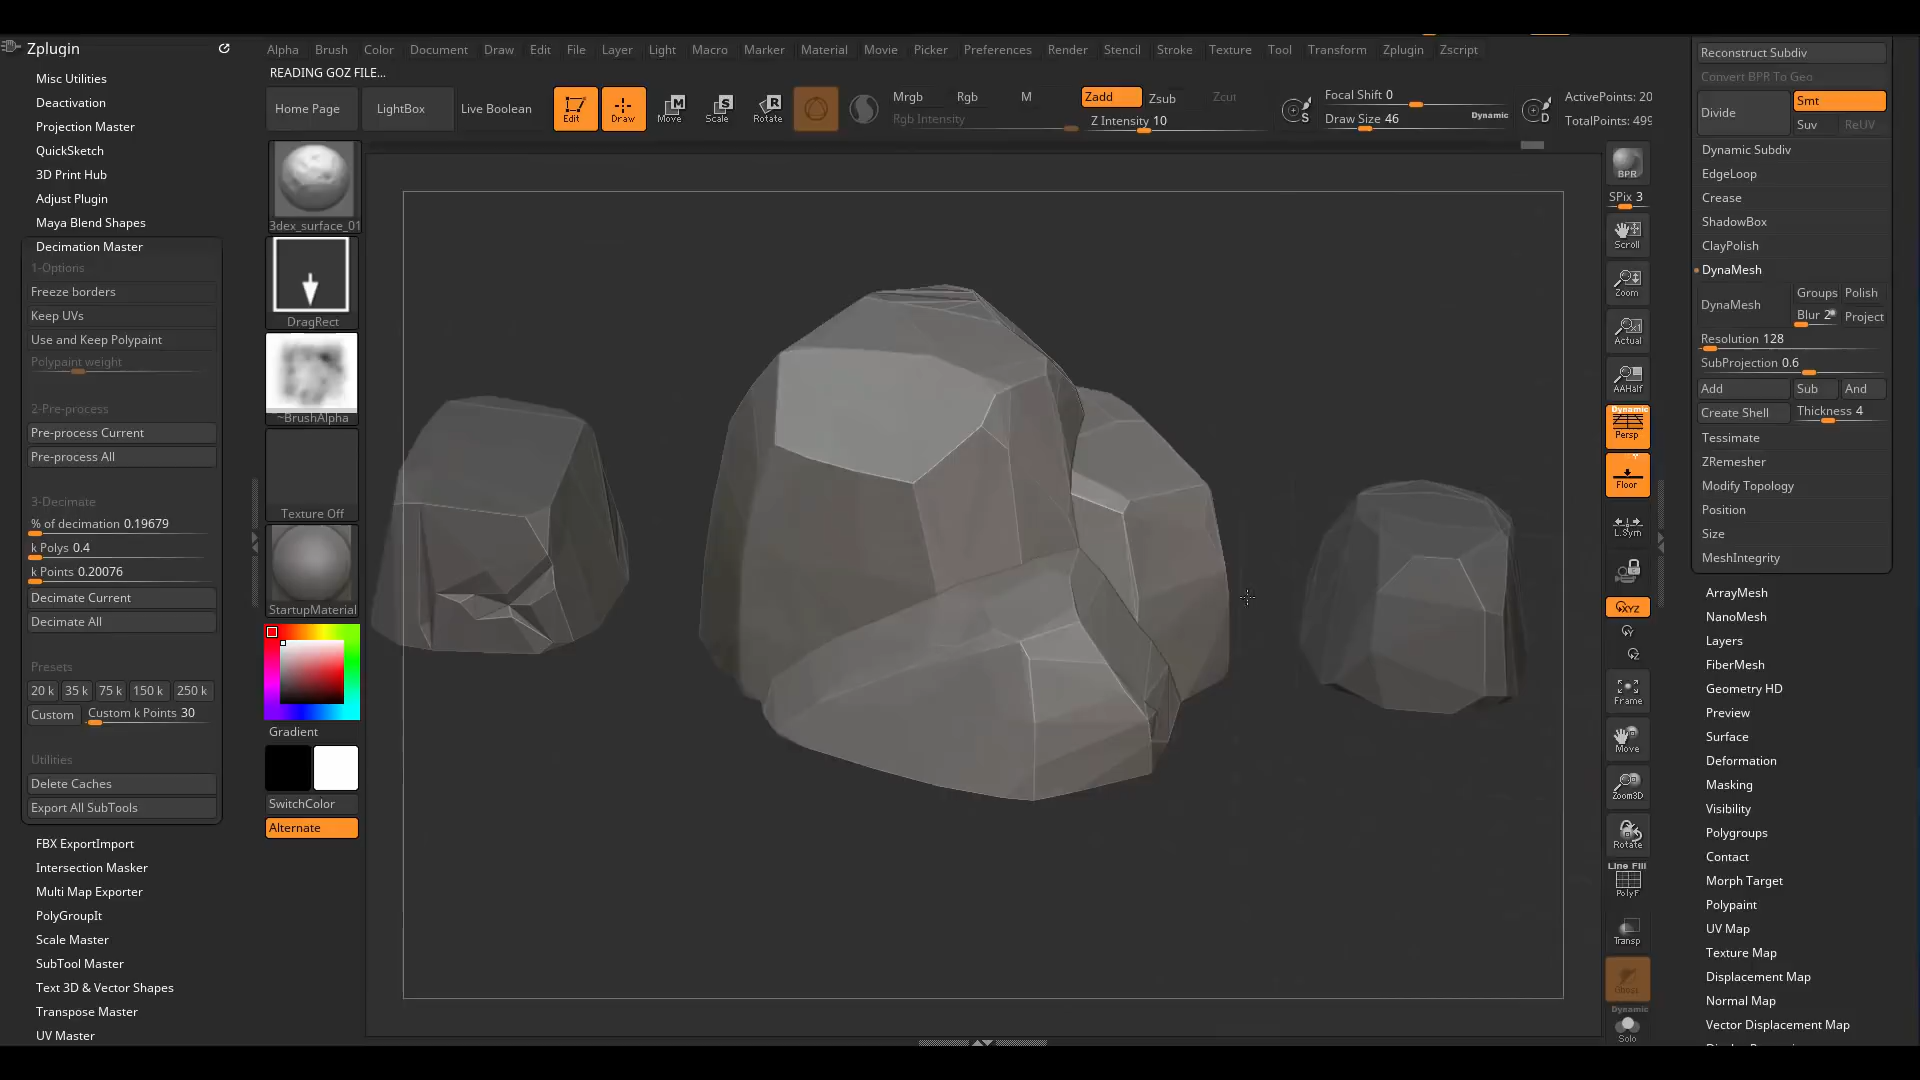 Zplugin
Misc Utilities
Deactivation
Projection Master
QuickSketch
3D Print Hub
Adjust Plugin
Maya Blend Shapes
Decimation Master
1-Options
Freeze borders
Keep UVs
Use and Keep Polypaint
Polypaint weight
2-Pre-process
Pre-process Current
Pre-process All
3-Decimate
% of decimation 0.19679
k Polys 0.4
k Points 0.20076
Decimate Current
Decimate All
Presets
20 k 35 k 75 k 150 k 250 k
Custom Custom k Points 30
Utilities
Delete Caches
Export All SubTools
FBX ExportImport
Intersection Masker
Multi Map Exporter
PolyGroupIt
Scale Master
SubTool Master
Text 3D & Vector Shapes
Transpose Master
UV Master
Alpha Brush Color Document Draw Edit File Layer Light Macro Marker Material Movie Picker Preferences Render Stencil Stroke Texture Tool Transform Zplugin Zscript
READING GOZ FILE...
Home Page LightBox Live Boolean Edit Draw Move Scale Rotate
Mrgb Rgb M
Rgb Intensity
Zadd Zsub Zcut
Z Intensity 10
S
Focal Shift 0
Draw Size 46 Dynamic
D
ActivePoints: 20
TotalPoints: 499
3dex_surface_01
DragRect
~BrushAlpha
Texture Off
StartupMaterial
Gradient
SwitchColor
Alternate
BPR
SPix 3
Scroll
Zoom
Actual
AAHalf
Dynamic
Persp
Floor
L.Sym
XYZ
Y
Z
Frame
Move
Zoom3D
Rotate
Line Fill
PolyF
Transp
Ghost
Dynamic
Solo
Reconstruct Subdiv
Convert BPR To Geo
Divide Smt
Suv ReUV
Dynamic Subdiv
EdgeLoop
Crease
ShadowBox
ClayPolish
DynaMesh
DynaMesh Groups Polish
Blur 2 Project
Resolution 128
SubProjection 0.6
Add Sub And
Create Shell Thickness 4
Tessimate
ZRemesher
Modify Topology
Position
Size
MeshIntegrity
ArrayMesh
NanoMesh
Layers
FiberMesh
Geometry HD
Preview
Surface
Deformation
Masking
Visibility
Polygroups
Contact
Morph Target
Polypaint
UV Map
Texture Map
Displacement Map
Normal Map
Vector Displacement Map